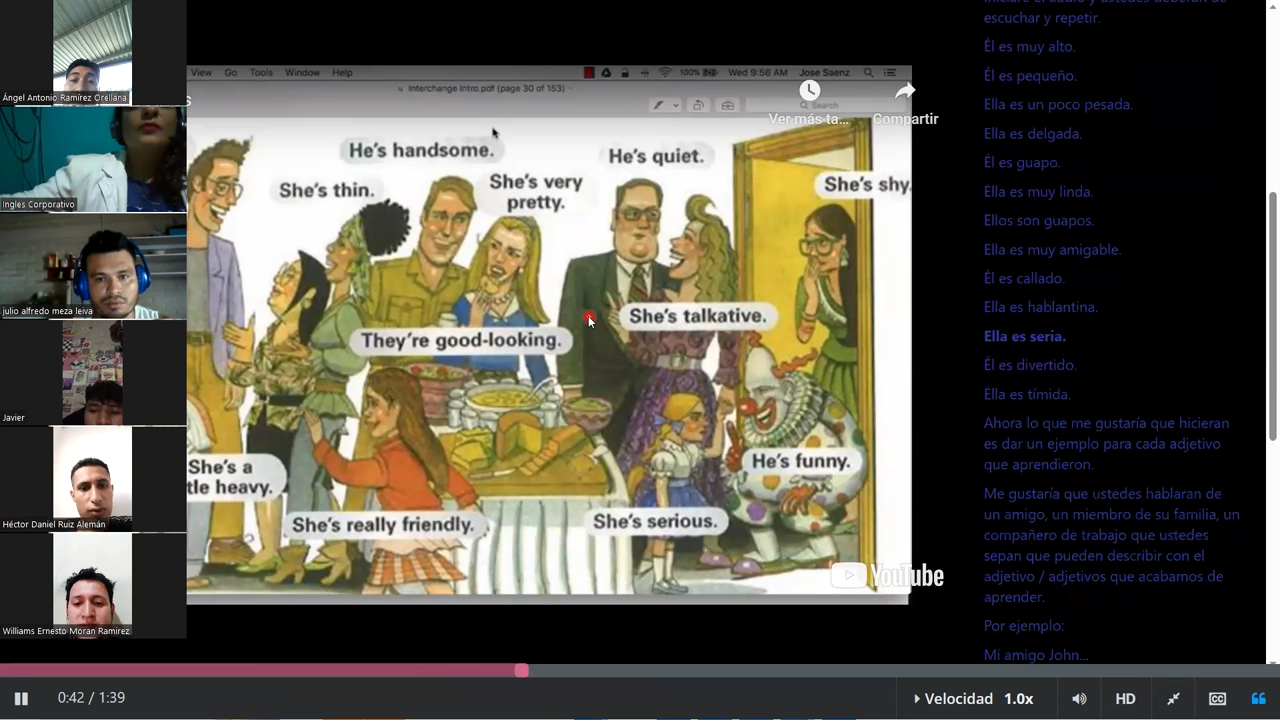 Ángel Antonio Ramírez Orellana
Ingles Corporativo
julio alfredo meza leiva
Javier
Héctor Daniel Ruiz Alemán
Williams Ernesto Moran Ramirez
View Go Tools Window Help
100% Wed 9:56 AM Jose Saenz
Interchange Intro.pdf (page 30 of 153)
Search
Ver más ta...
Compartir
s
He's handsome.
He's quiet.
She's thin.
She's very
pretty.
She's shy.
She's talkative.
They're good-looking.
She's a
tle heavy.
He's funny.
She's really friendly.
She's serious.
YouTube
escuchar y repetir.
Él es muy alto.
Él es pequeño.
Ella es un poco pesada.
Ella es delgada.
Él es guapo.
Ella es muy linda.
Ellos son guapos.
Ella es muy amigable.
Él es callado.
Ella es hablantina.
Ella es seria.
Él es divertido.
Ella es tímida.
Ahora lo que me gustaría que hicieran
es dar un ejemplo para cada adjetivo
que aprendieron.
Me gustaría que ustedes hablaran de
un amigo, un miembro de su familia, un
compañero de trabajo que ustedes
sepan que pueden describir con el
adjetivo / adjetivos que acabamos de
aprender.
Por ejemplo:
Mi amigo John...
0:42 / 1:39
Velocidad 1.0x
HD
CC